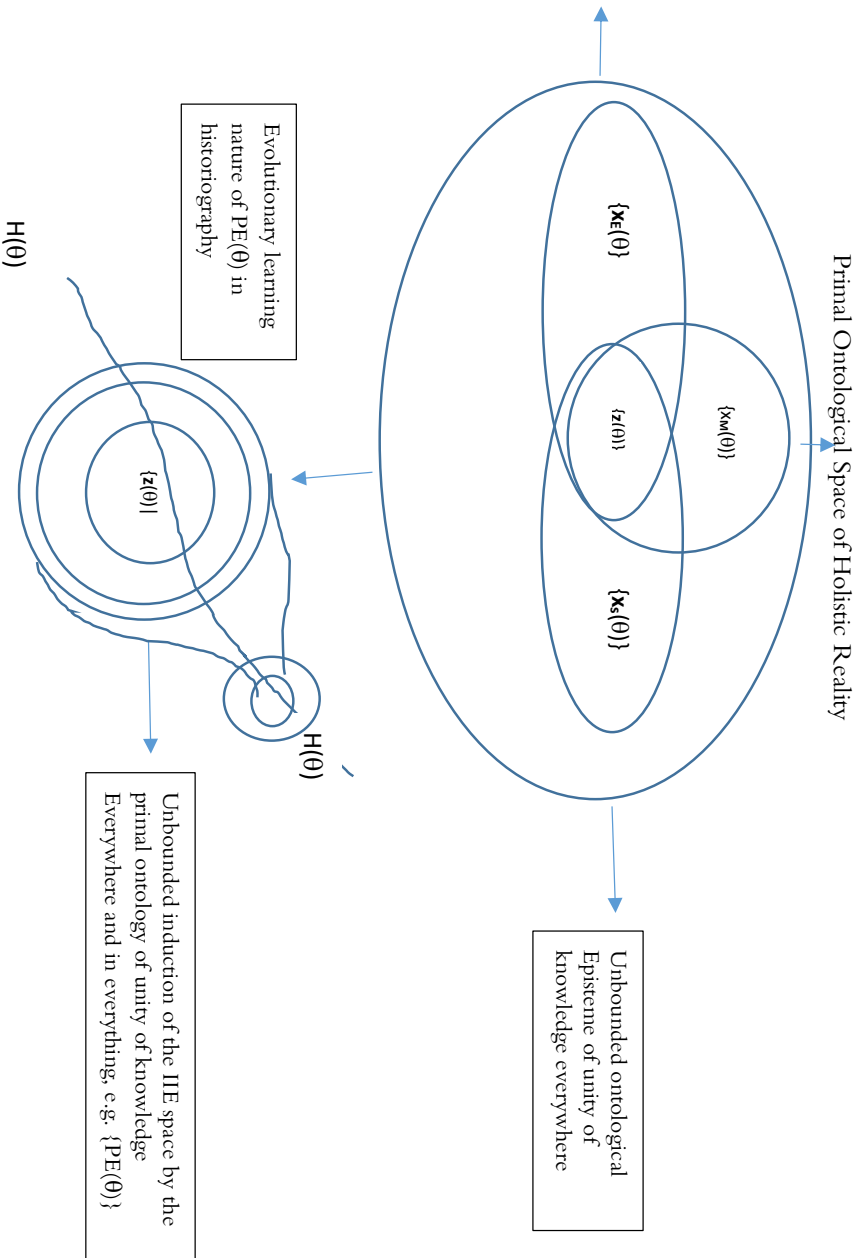 Primal Ontological Space of Holistic Reality
{xE(θ)}
{xM(θ)}
{z(θ)}
{xs(θ)}
Unbounded ontological
Episteme of unity of
knowledge everywhere
Evolutionary learning
nature of PE(θ) in
historiography
H(θ)
{z(θ)|
H(θ)
Unbounded induction of the IIE space by the
primal ontology of unity of knowledge
Everywhere and in everything, e.g. {PE(θ)}